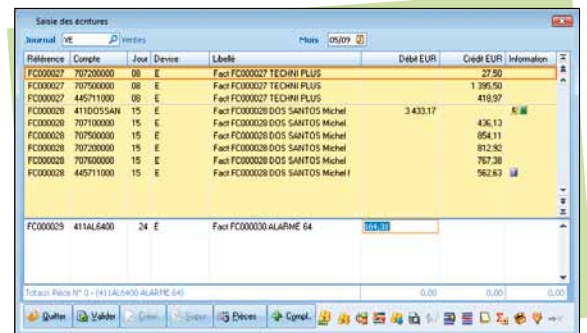 Saisie des écritures
Journal VE Ventes Mois 05/09
Référence Compte Jour Devise Libellé Débit EUR Crédit EUR Information
FC000027 707200000 08 E Fact FC000027 TECHNI PLUS 27,50
FC000027 707500000 08 E Fact FC000027 TECHNI PLUS 1 395,50
FC000027 445711000 08 E Fact FC000027 TECHNI PLUS 418,97
FC000028 411DOSSAN 15 E Fact FC000028 DOS SANTOS Michel 3 433,17
FC000028 707100000 15 E Fact FC000028 DOS SANTOS Michel 436,13
FC000028 707500000 15 E Fact FC000028 DOS SANTOS Michel 854,11
FC000028 707200000 15 E Fact FC000028 DOS SANTOS Michel 812,92
FC000028 707600000 15 E Fact FC000028 DOS SANTOS Michel 767,38
FC000028 445711000 15 E Fact FC000028 DOS SANTOS Michel 562,63
FC000029 411AL6400 24 E Fact FC000030 ALARME 64 164,31
Totaux Pièce N° 0 - (411AL6400 ALARME 64) 0,00 0,00 0,00
Quitter Valider Créer Suppr. Pièces Compl.